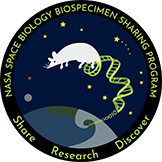 NASA SPACE BIOLOGY BIOSPECIMEN SHARING PROGRAM
Share Research Discover